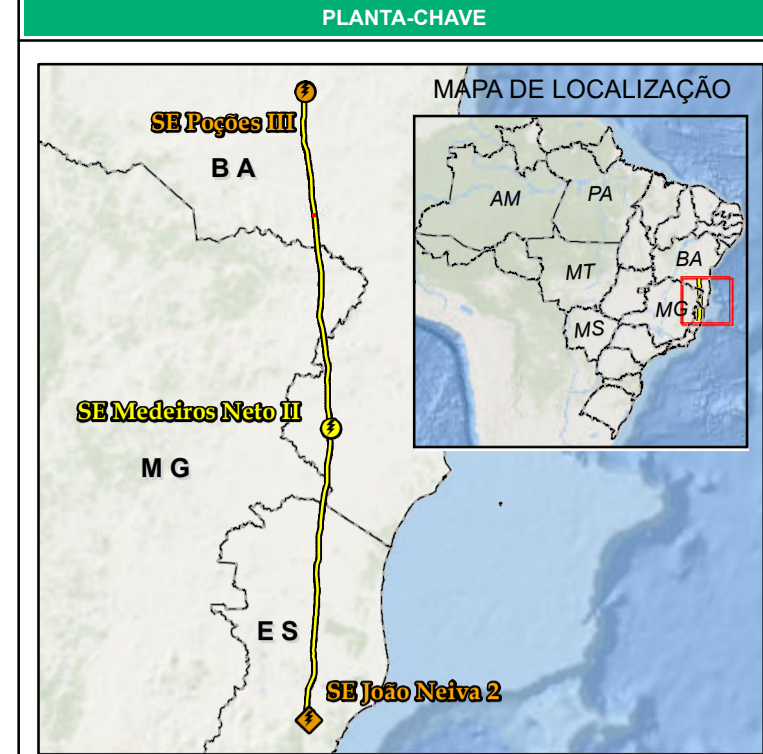 PLANTA-CHAVE
MAPA DE LOCALIZAÇÃO
SE Poções III
B A
AM
PA
MT
BA
MG
MS
SE Medeiros Neto II
M G
E S
SE João Neiva 2